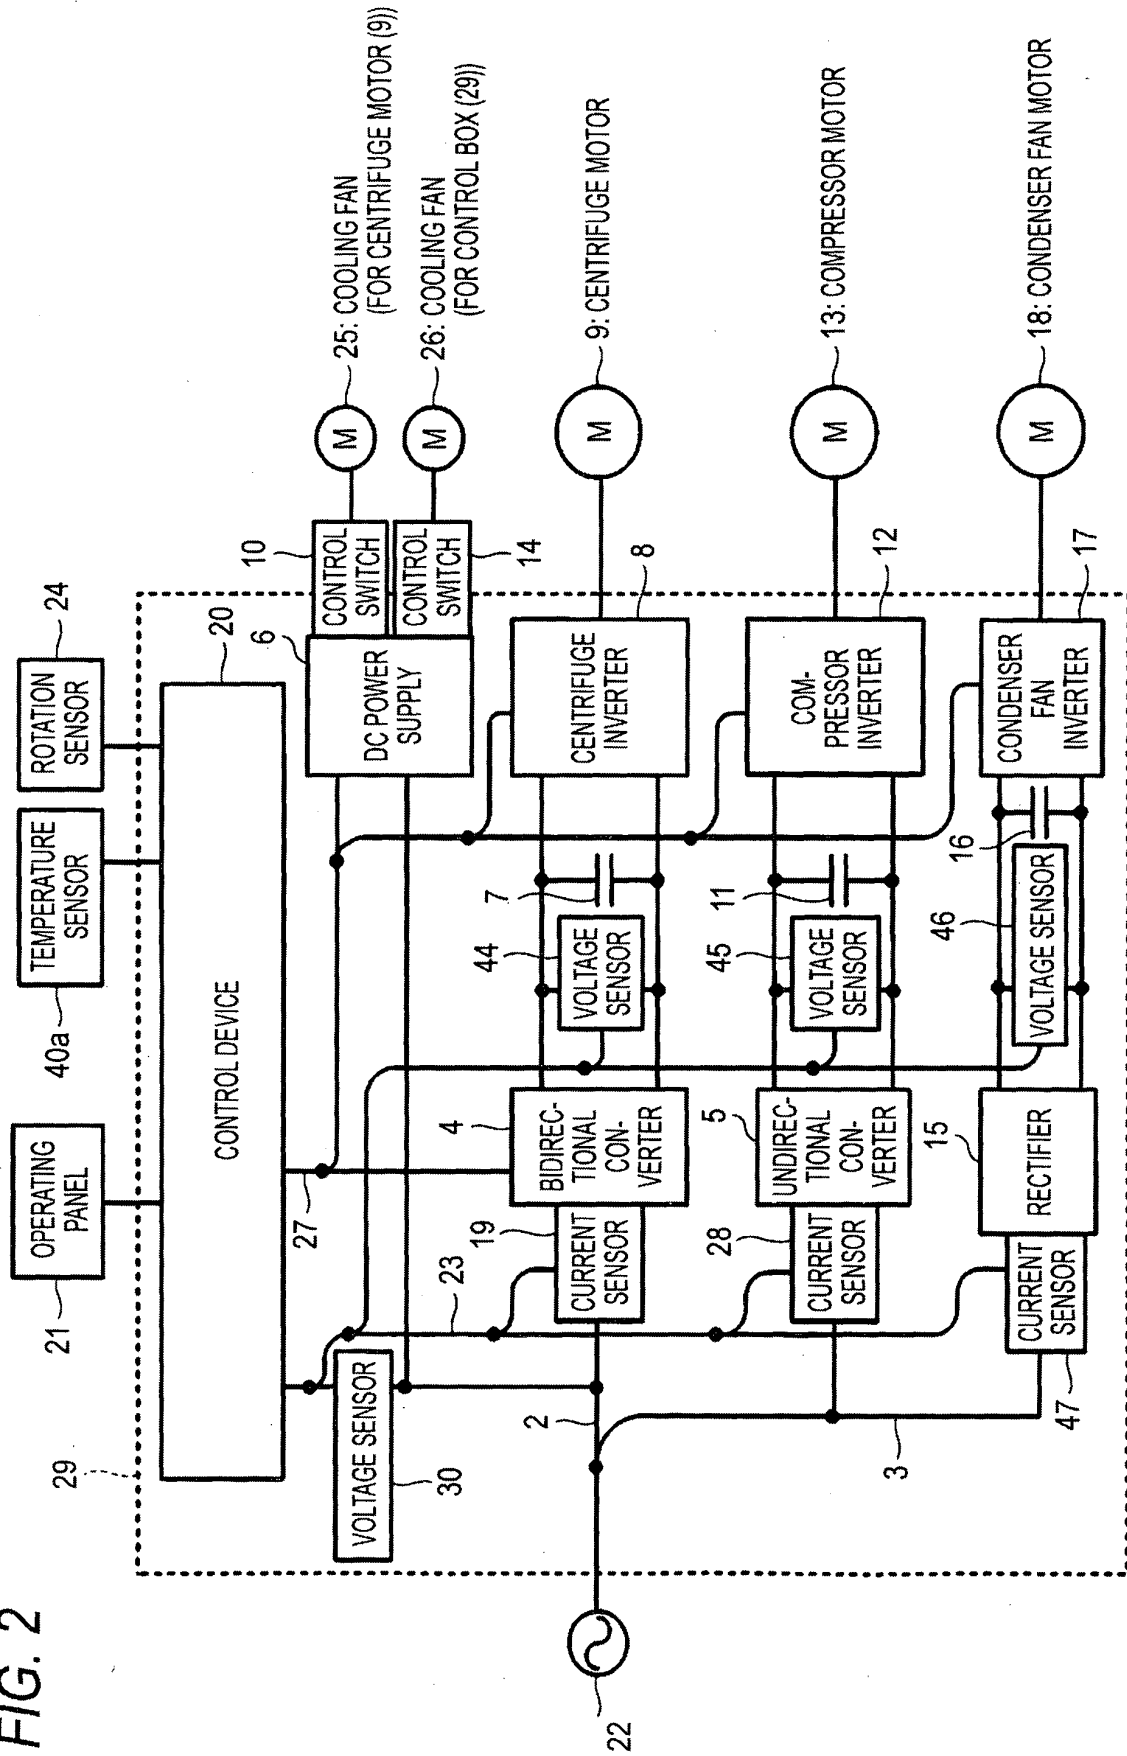 FIG. 2
21
OPERATING
PANEL
40a
TEMPERATURE
SENSOR
ROTATION
SENSOR
24
29
CONTROL DEVICE
20
VOLTAGE SENSOR
30
27
23
6
DC POWER
SUPPLY
10
CONTROL
SWITCH
CONTROL
SWITCH
14
M
M
25: COOLING FAN
(FOR CENTRIFUGE MOTOR (9))
26: COOLING FAN
(FOR CONTROL BOX (29))
22
2
3
19
CURRENT
SENSOR
4
BIDIREC-
TIONAL
CON-
VERTER
44
VOLTAGE
SENSOR
7
CENTRIFUGE
INVERTER
8
M
9: CENTRIFUGE MOTOR
28
CURRENT
SENSOR
5
UNDIREC-
TIONAL
CON-
VERTER
45
VOLTAGE
SENSOR
11
COM-
PRESSOR
INVERTER
12
M
13: COMPRESSOR MOTOR
47
CURRENT
SENSOR
15
RECTIFIER
46
VOLTAGE SENSOR
16
CONDENSER
FAN
INVERTER
17
M
18: CONDENSER FAN MOTOR